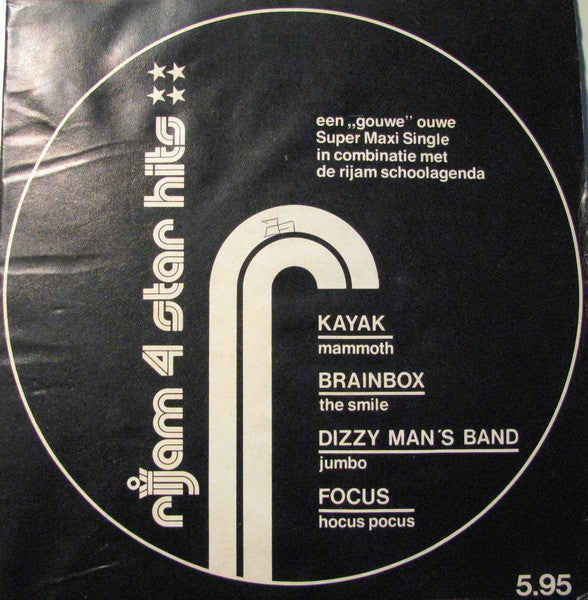 rijam 4 star hits
een „gouwe” ouwe
Super Maxi Single
in combinatie met
de rijam schoolagenda
KAYAK
mammoth
BRAINBOX
the smile
DIZZY MAN´S BAND
jumbo
FOCUS
hocus pocus
5.95